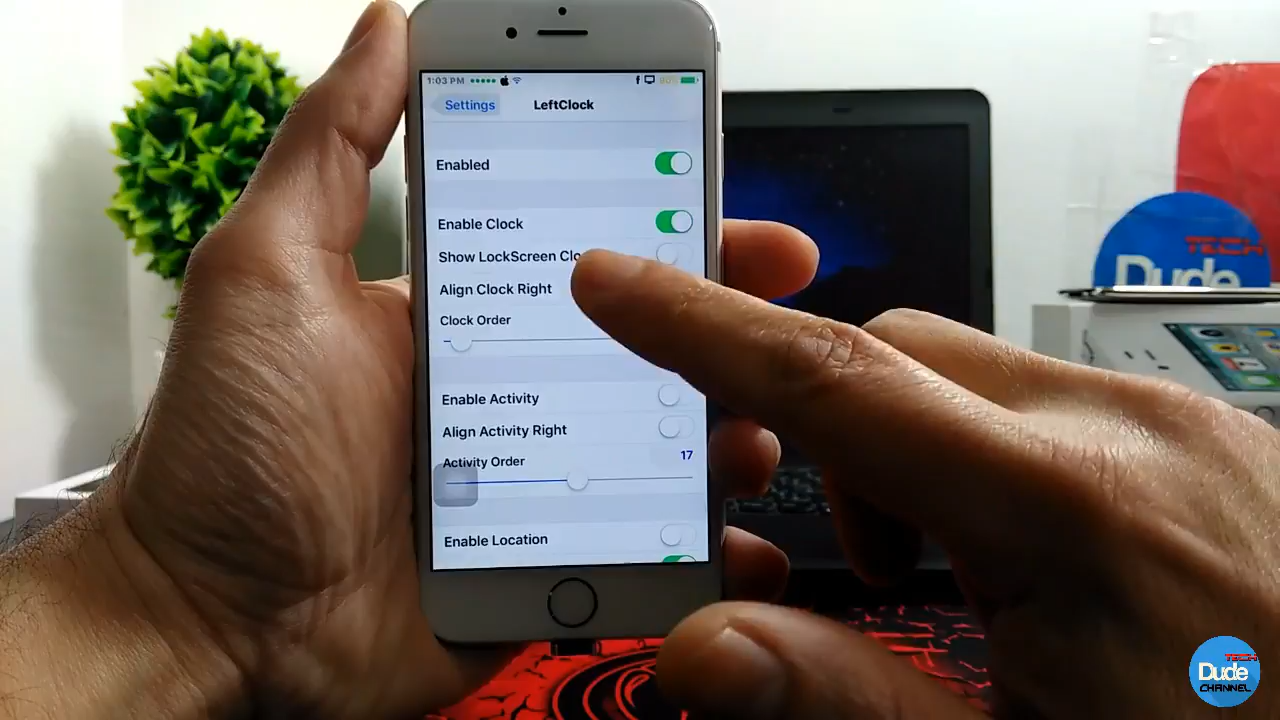 1:03 PM
Settings LeftClock
Enabled
Enable Clock
Show LockScreen Clo
Align Clock Right
Clock Order
Enable Activity
Align Activity Right
Activity Order 17
Enable Location
TECH
Dude
TECH
Dude
CHANNEL